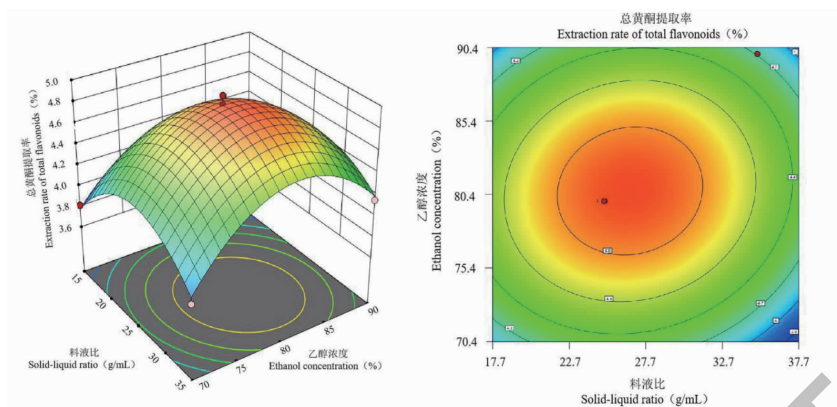 总黄酮提取率
Extraction rate of total flavonoids（%）
5.0
4.8
4.6
4.4
4.2
4.0
3.8
3.6
总黄酮提取率
Extraction rate of total flavonoids（%）
15
20
25
30
35
料液比
Solid-liquid ratio（g/mL）
70
75
80
85
90
乙醇浓度
Ethanol concentration（%）
90.4
85.4
80.4
75.4
70.4
乙醇浓度
Ethanol concentration（%）
17.7
22.7
27.7
32.7
37.7
料液比
Solid-liquid ratio（g/mL）